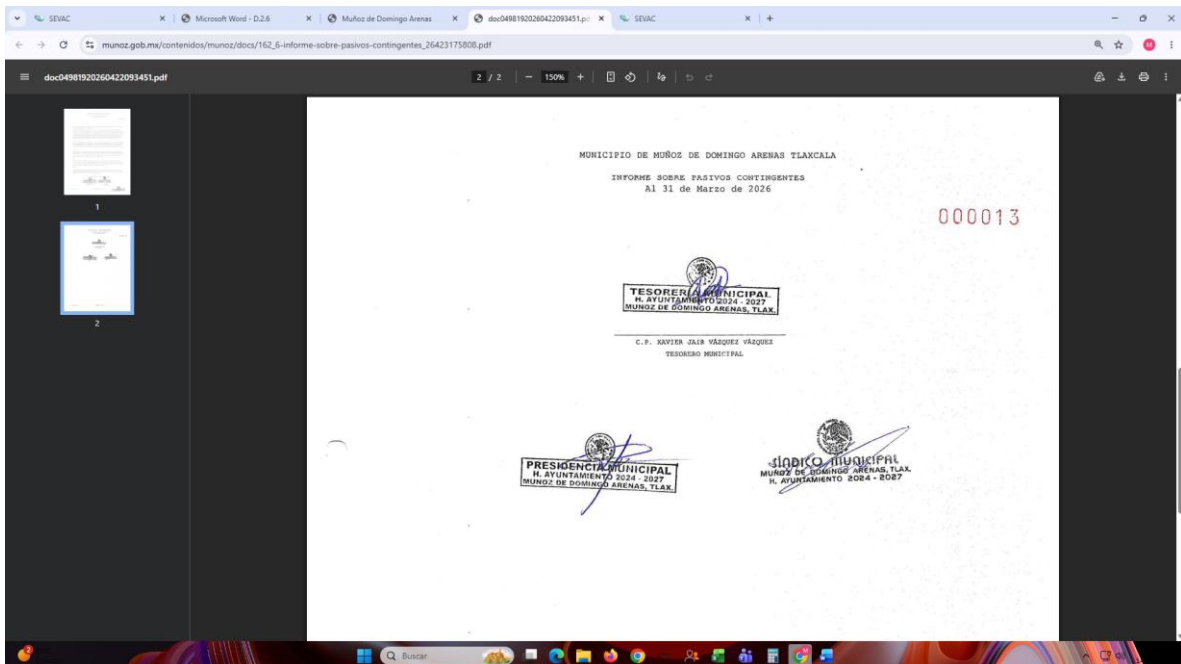 SEVAC
Microsoft Word - D.2.6
Muñoz de Domingo Arenas
doc04981920260422093451.pc
SEVAC
munoz.gob.mx/contenidos/munoz/docs/162_6-informe-sobre-pasivos-contingentes_26423175808.pdf
doc04981920260422093451.pdf
2 / 2
150%
1
2
MUNICIPIO DE MUÑOZ DE DOMINGO ARENAS TLAXCALA
INFORME SOBRE PASIVOS CONTINGENTES
Al 31 de Marzo de 2026
000013
TESORERIA MUNICIPAL
H. AYUNTAMIENTO 2024 - 2027
MUNOZ DE DOMINGO ARENAS, TLAX.
C.P. XAVIER JAIR VÁZQUEZ VÁZQUEZ
TESORERO MUNICIPAL
PRESIDENCIA MUNICIPAL
H. AYUNTAMIENTO 2024 - 2027
MUNOZ DE DOMINGO ARENAS, TLAX.
SÍNDICO MUNICIPAL
MUÑOZ DE DOMINGO ARENAS, TLAX.
H. AYUNTAMIENTO 2024 - 2027
2
Buscar